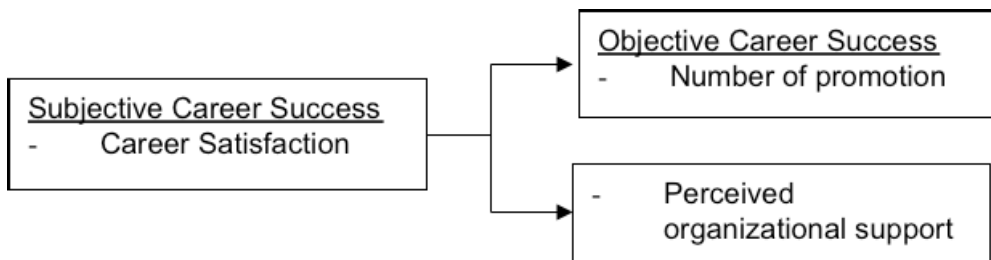 Subjective Career Success
- Career Satisfaction
Objective Career Success
- Number of promotion
- Perceived
organizational support